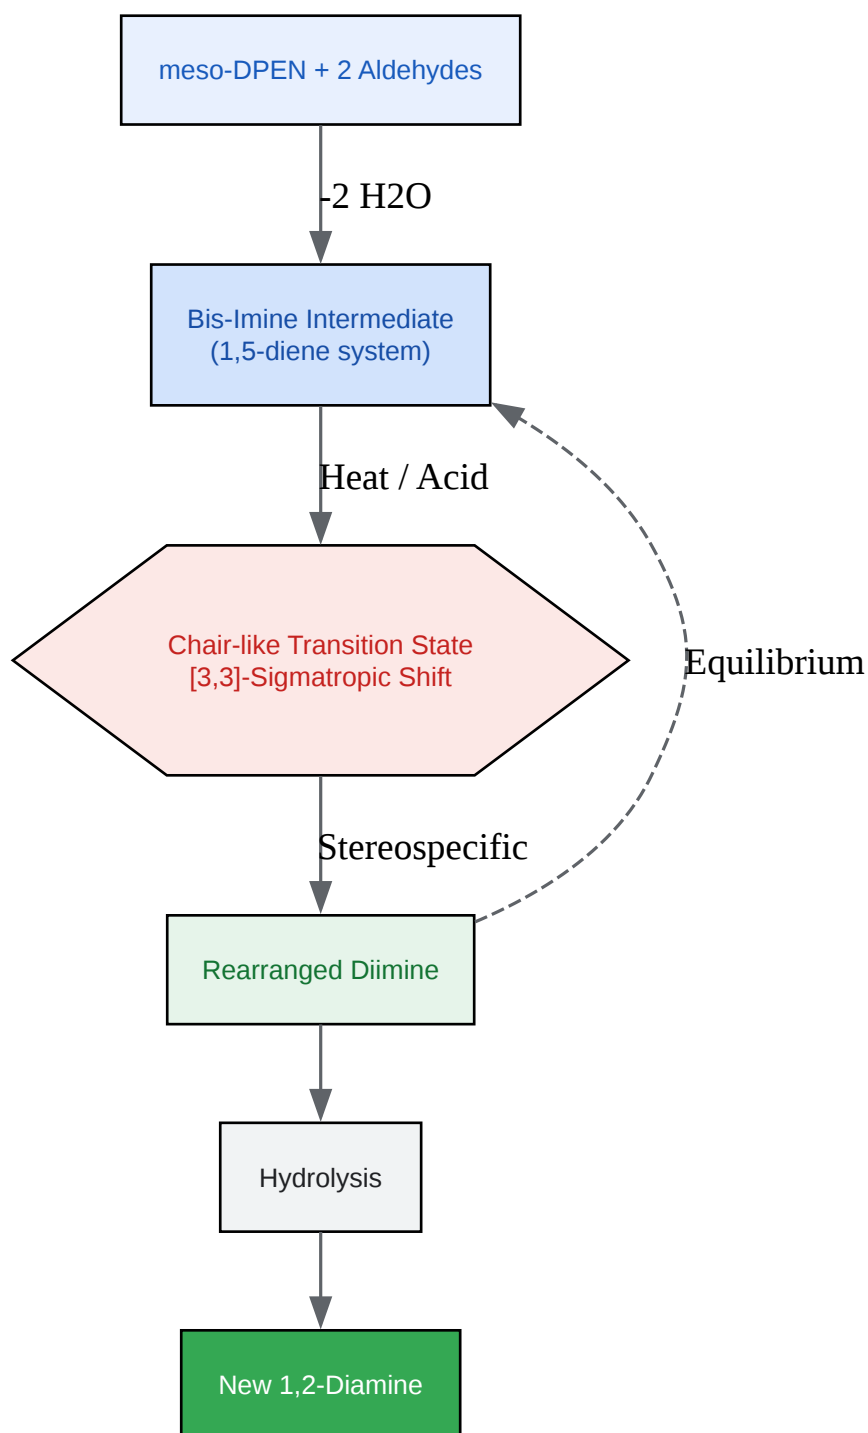 meso-DPEN + 2 Aldehydes
-2 H2O
Bis-Imine Intermediate
(1,5-diene system)
Heat / Acid
Chair-like Transition State
[3,3]-Sigmatropic Shift
Equilibrium
Stereospecific
Rearranged Diimine
Hydrolysis
New 1,2-Diamine